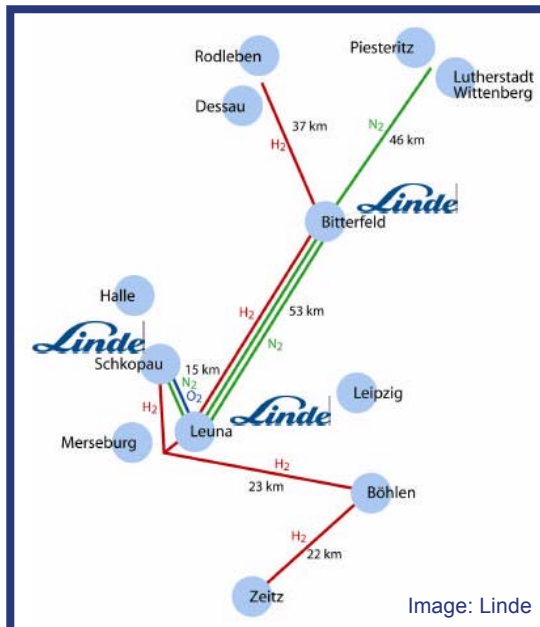 Rodleben
Piesteritz
Lutherstadt
Wittenberg
Dessau
37 km
H2
N2
46 km
Linde
Bitterfeld
Halle
H2
53 km
N2
Linde
Schkopau
15 km
N2
O2
H2
Linde
Leipzig
Leuna
Merseburg
H2
23 km
Böhlen
H2
22 km
Zeitz
Image: Linde